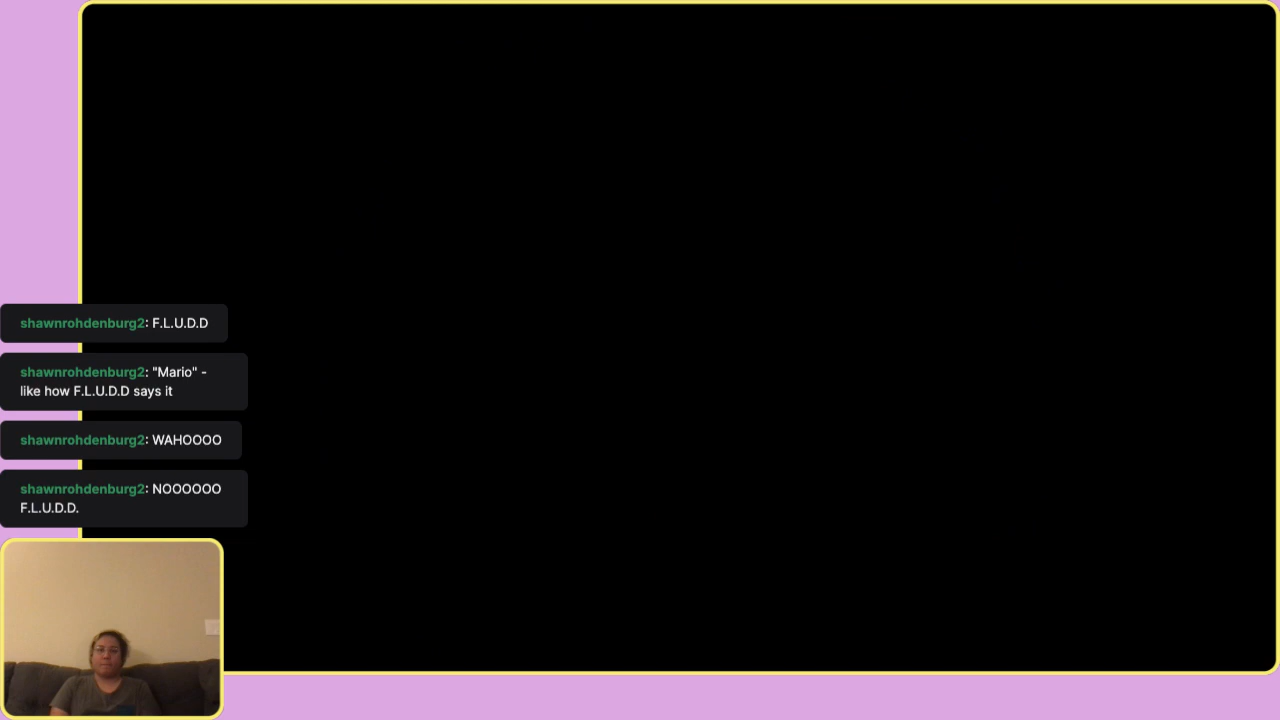 shawnrohdenburg2: F.L.U.D.D
shawnrohdenburg2: "Mario" -
like how F.L.U.D.D says it
shawnrohdenburg2: WAHOOOO
shawnrohdenburg2: NOOOOOO
F.L.U.D.D.